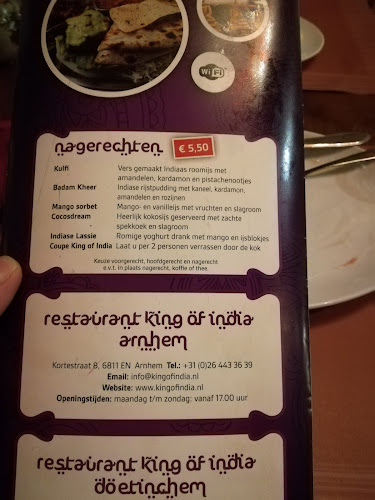 WiFi
nagerechten € 5,50
Kulfi Vers gemaakt Indiaas roomijs met
amandelen, kardamon en pistachenootjes
Badam Kheer Indiase rijstpudding met kaneel, kardamon,
amandelen en rozijnen
Mango sorbet Mango- en vanilleijs met vruchten en slagroom
Cocosdream Heerlijk kokosijs geserveerd met zachte
spekkoek en slagroom
Indiase Lassie Romige yoghurt drank met mango en ijsblokjes
Coupe King of India Laat u per 2 personen verrassen door de kok
Keuze voorgerecht, hoofdgerecht en nagerecht
e.v.t. in plaats nagerecht, koffie of thee.
restaurant king of india
arnhem
Kortestraat 8, 6811 EN Arnhem Tel.: +31 (0)26 443 36 39
Email: info@kingofindia.nl
Website: www.kingofindia.nl
Openingstijden: maandag t/m zondag: vanaf 17.00 uur
restaurant king of india
doetinchem